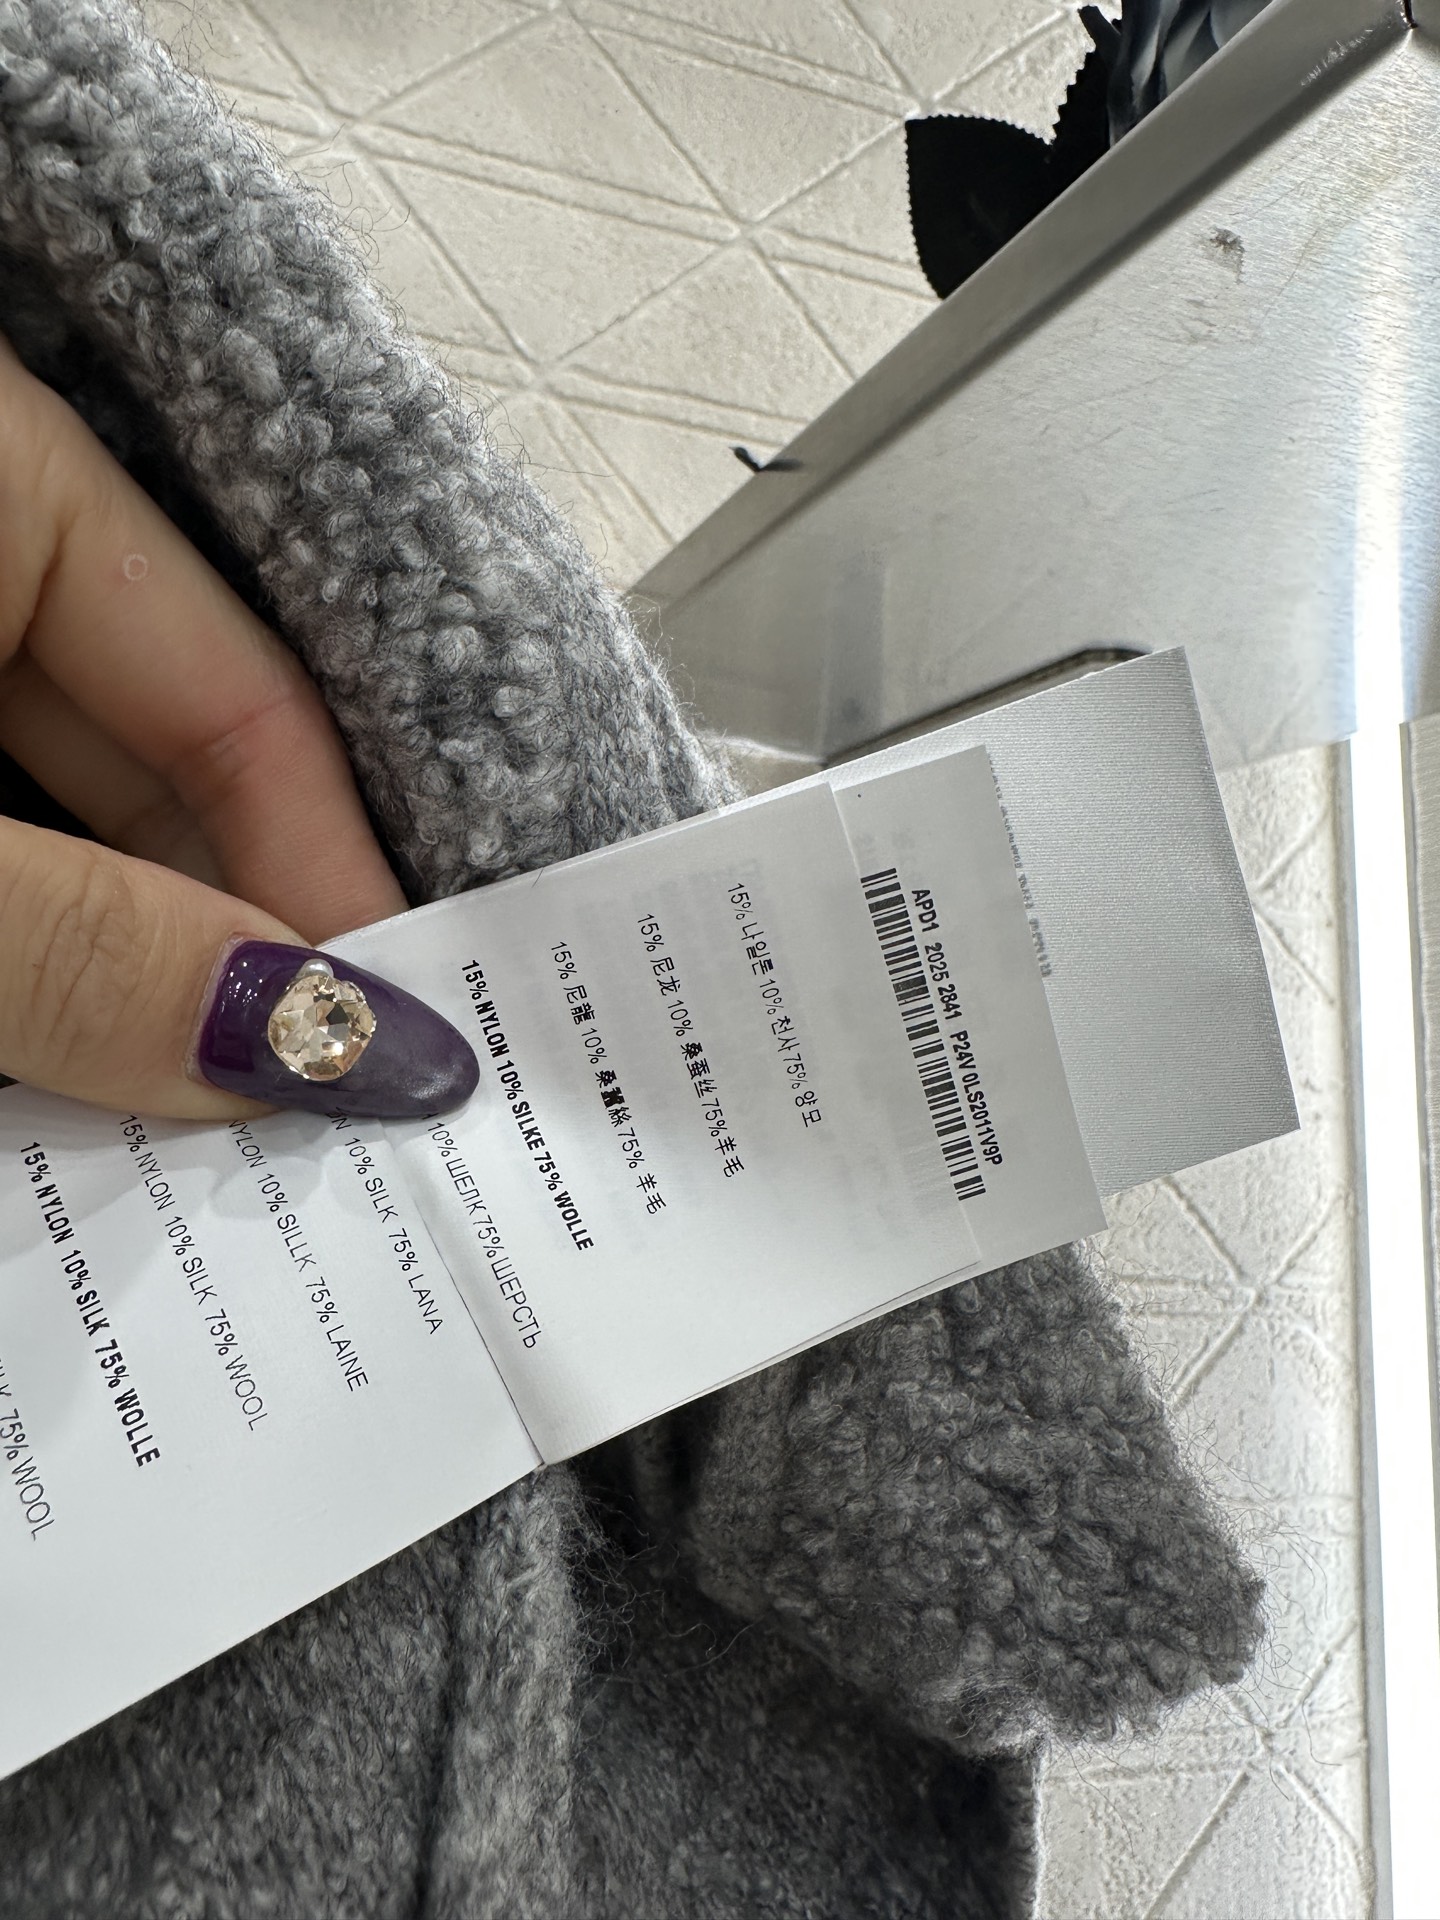 75% WOOL
15% NYLON 10% SILK 75% WOLLE
15% NYLON 10% SILK 75% WOOL
NYLON 10% SILLK 75% LAINE
10% SILK 75% LANA
10% ШЕЛК 75% ШЕРСТЬ
15% NYLON 10% SILKE 75% WOLLE
15% 尼龍 10% 桑蠶絲 75% 羊毛
15% 尼龙 10% 桑蚕丝 75% 羊毛
15% 나일론 10% 천사 75% 양모
APD1 2025 2841 P24V 0LS2011V9P